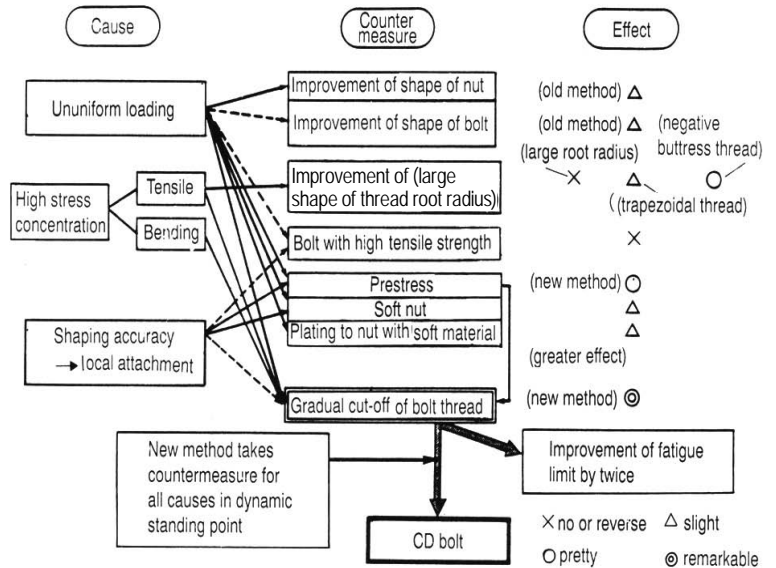 Cause
Counter
measure
Effect
Ununiform loading
Improvement of shape of nut
(old method) △
Improvement of shape of bolt
(old method) △
(negative
buttress thread)
(large root radius)
× △ ○
(trapezoidal thread)
High stress
concentration
Tensile
Bending
Improvement of (large
shape of thread root radius)
Bolt with high tensile strength
×
Prestress
(new method) ○
Soft nut
△
Plating to nut with soft material
△
Shaping accuracy
→ local attachment
(greater effect)
Gradual cut-off of bolt thread
(new method) ◎
New method takes
countermeasure for
all causes in dynamic
standing point
Improvement of fatigue
limit by twice
CD bolt
× no or reverse △ slight
○ pretty ◎ remarkable